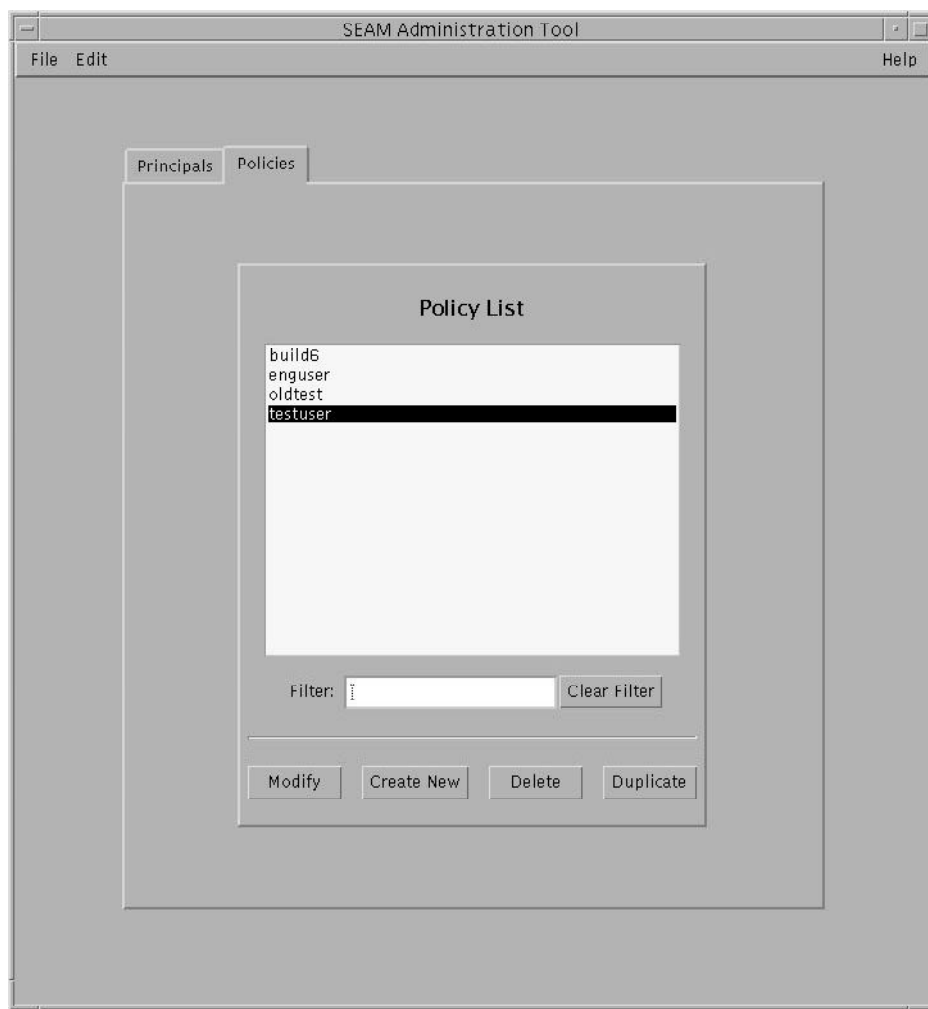 SEAM Administration Tool
File Edit Help
Principals Policies
Policy List
build6
enguser
oldtest
testuser
Filter: Clear Filter
Modify Create New Delete Duplicate